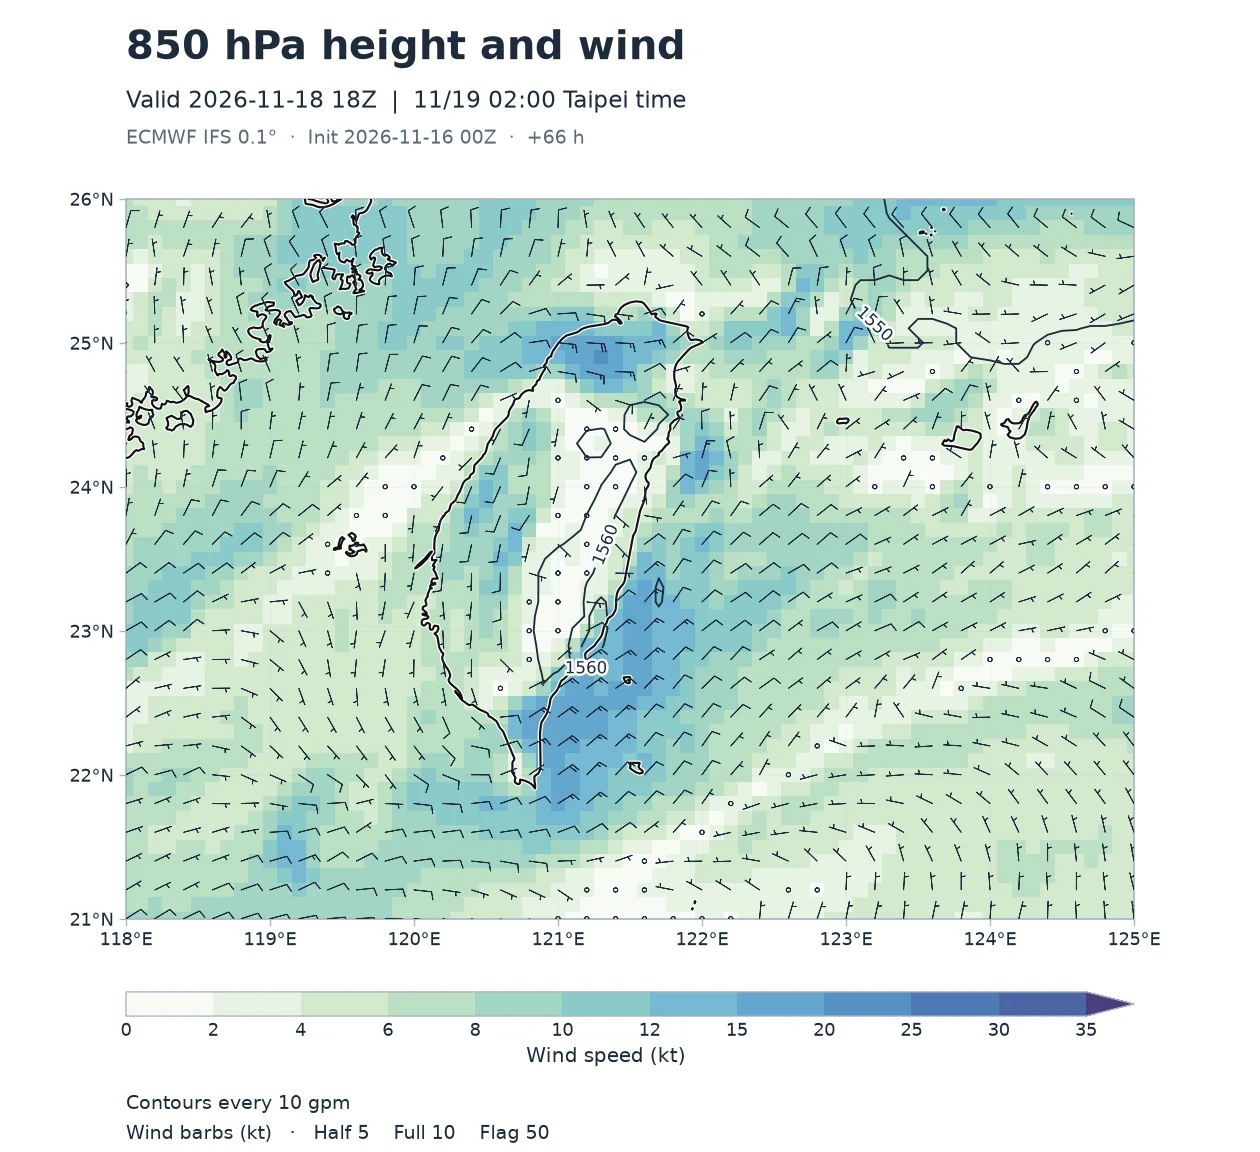 850 hPa height and wind
Valid 2026-11-18 18Z | 11/19 02:00 Taipei time
ECMWF IFS 0.1° · Init 2026-11-16 00Z · +66 h
26°N
25°N
24°N
23°N
22°N
21°N
1550
1560
1560
118°E 119°E 120°E 121°E 122°E 123°E 124°E 125°E
0 2 4 6 8 10 12 15 20 25 30 35
Wind speed (kt)
Contours every 10 gpm
Wind barbs (kt) · Half 5 Full 10 Flag 50